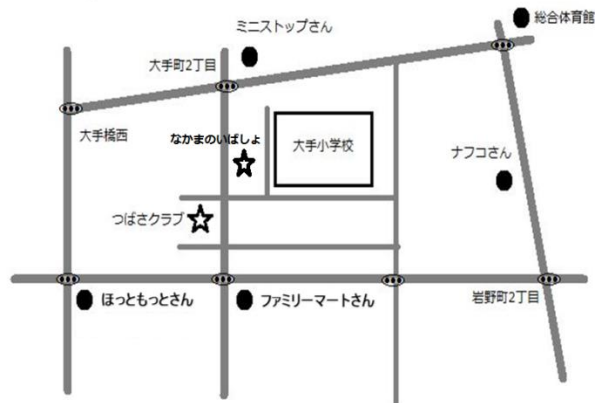 総合体育館
ミニストップさん
大手町2丁目
大手橋西
なかまのいばしょ
大手小学校
ナフコさん
つばさクラブ
ほっともっとさん
ファミリーマートさん
岩野町2丁目